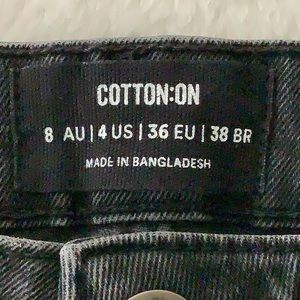 COTTON:ON
8 AU | 4 US | 36 EU | 38 BR
MADE IN BANGLADESH